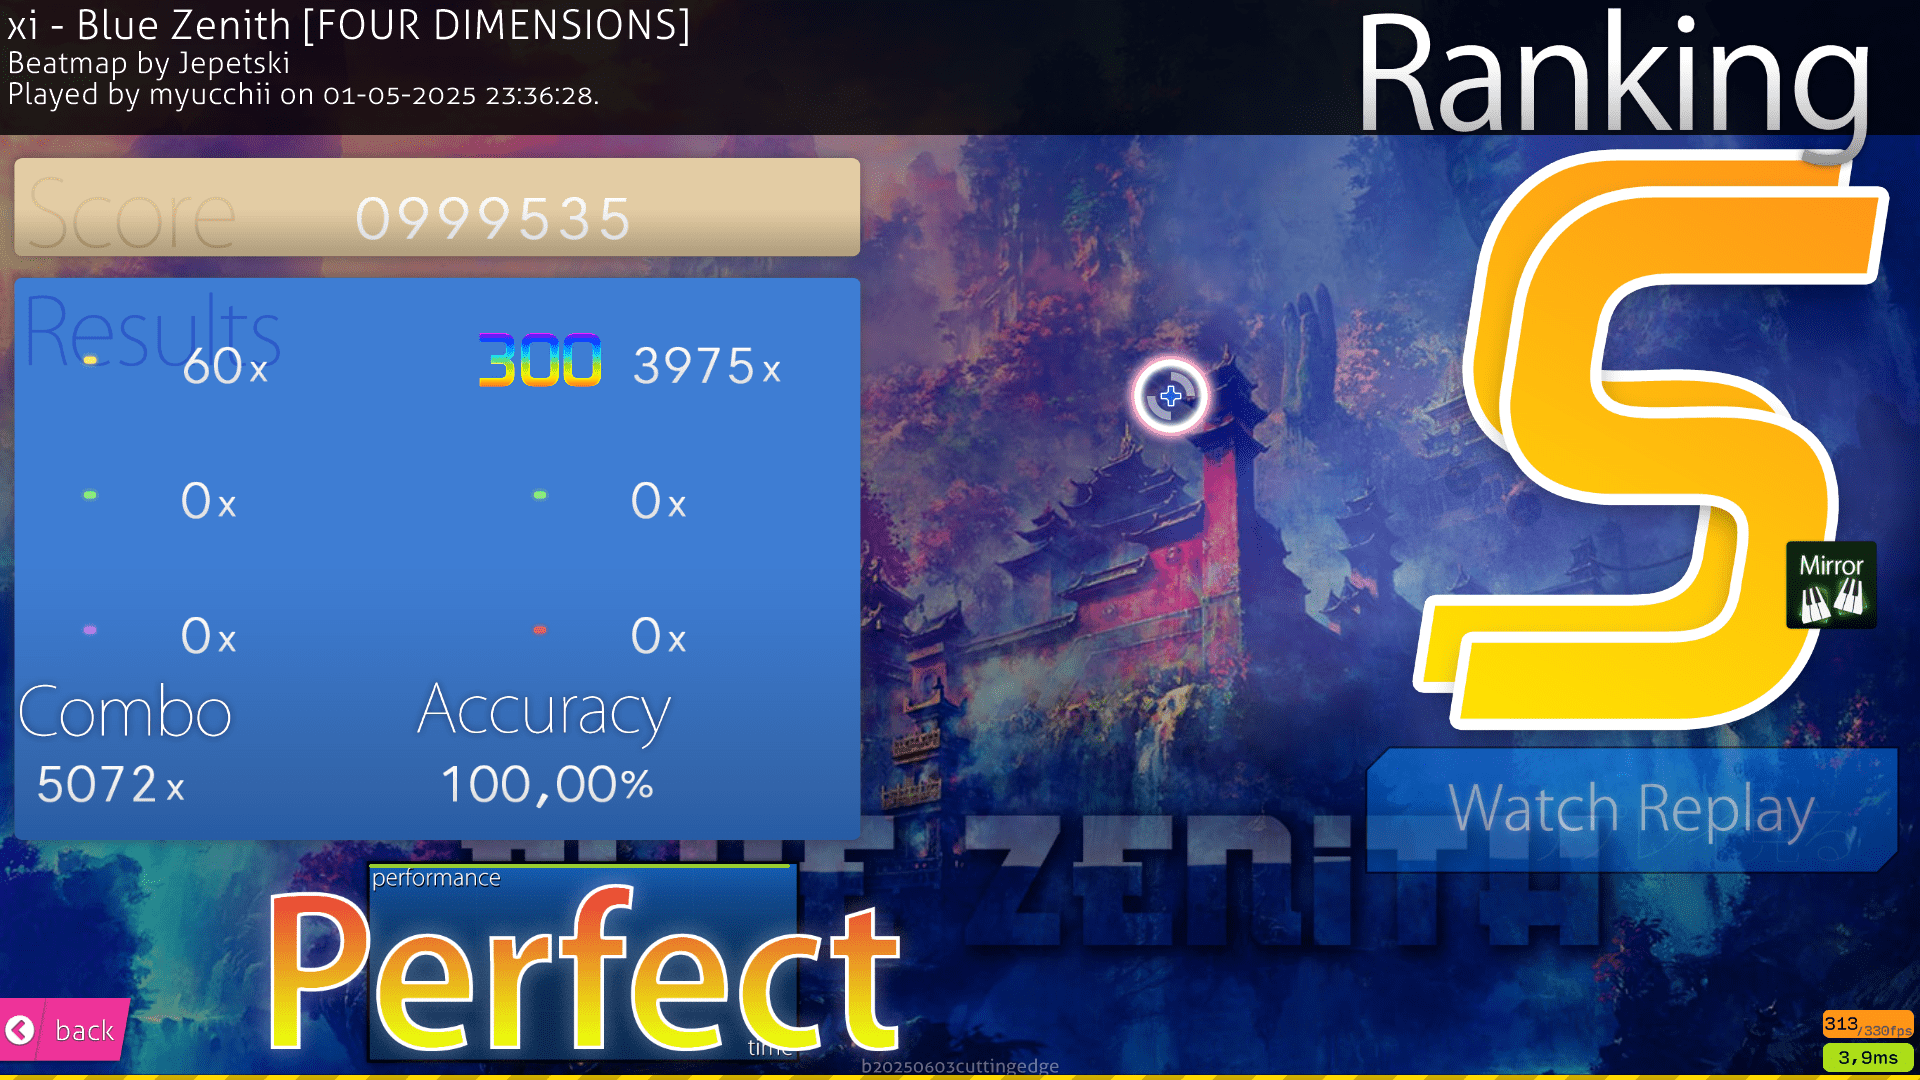 xi - Blue Zenith [FOUR DIMENSIONS]
Beatmap by Jepetski
Played by myucchii on 01-05-2025 23:36:28.
Ranking
Score 0999535
Results
60x 300 3975x
0x 0x
0x 0x
Combo Accuracy
5072x 100,00%
Mirror
Watch Replay
ZENiTH
performance
Perfect
time
back
313/330fps
3,9ms
b20250603cuttingedge